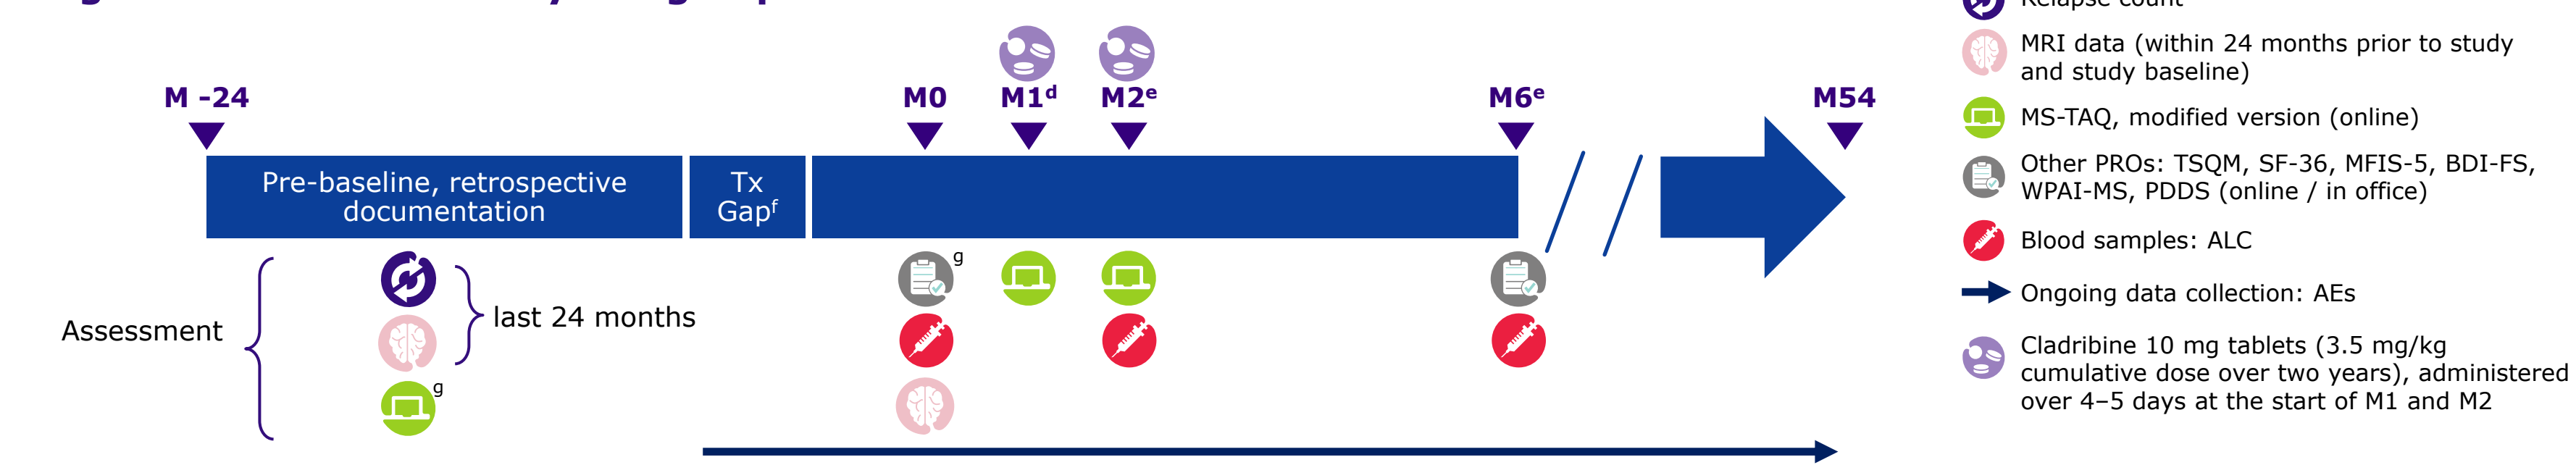 Relapse count
MRI data (within 24 months prior to study
and study baseline)
M -24
M0
M1d
M2e
M6e
M54
MS-TAQ, modified version (online)
Pre-baseline, retrospective
documentation
Tx
Gapf
Other PROs: TSQM, SF-36, MFIS-5, BDI-FS,
WPAI-MS, PDDS (online / in office)
Blood samples: ALC
g
Assessment
last 24 months
g
Ongoing data collection: AEs
Cladribine 10 mg tablets (3.5 mg/kg
cumulative dose over two years), administered
over 4–5 days at the start of M1 and M2